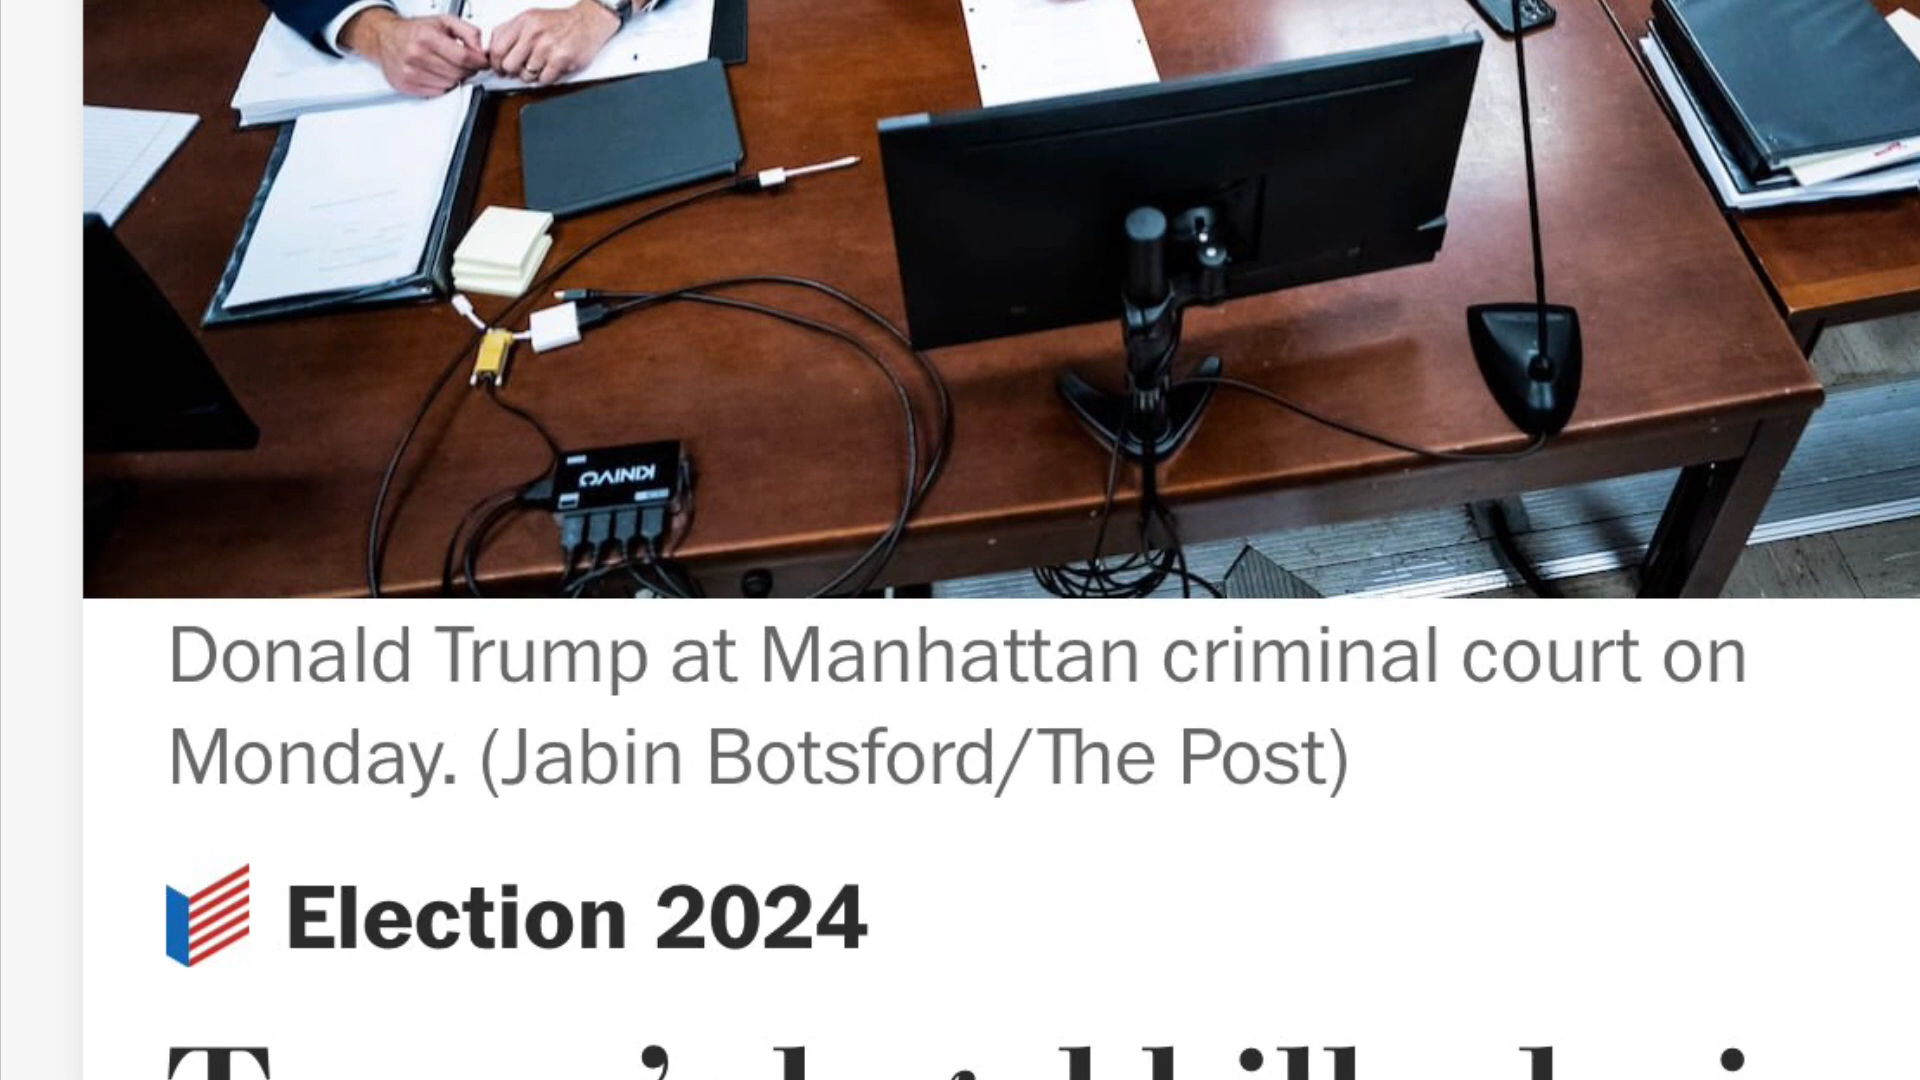 KINIVO
Donald Trump at Manhattan criminal court on
Monday. (Jabin Botsford/The Post)
Election 2024